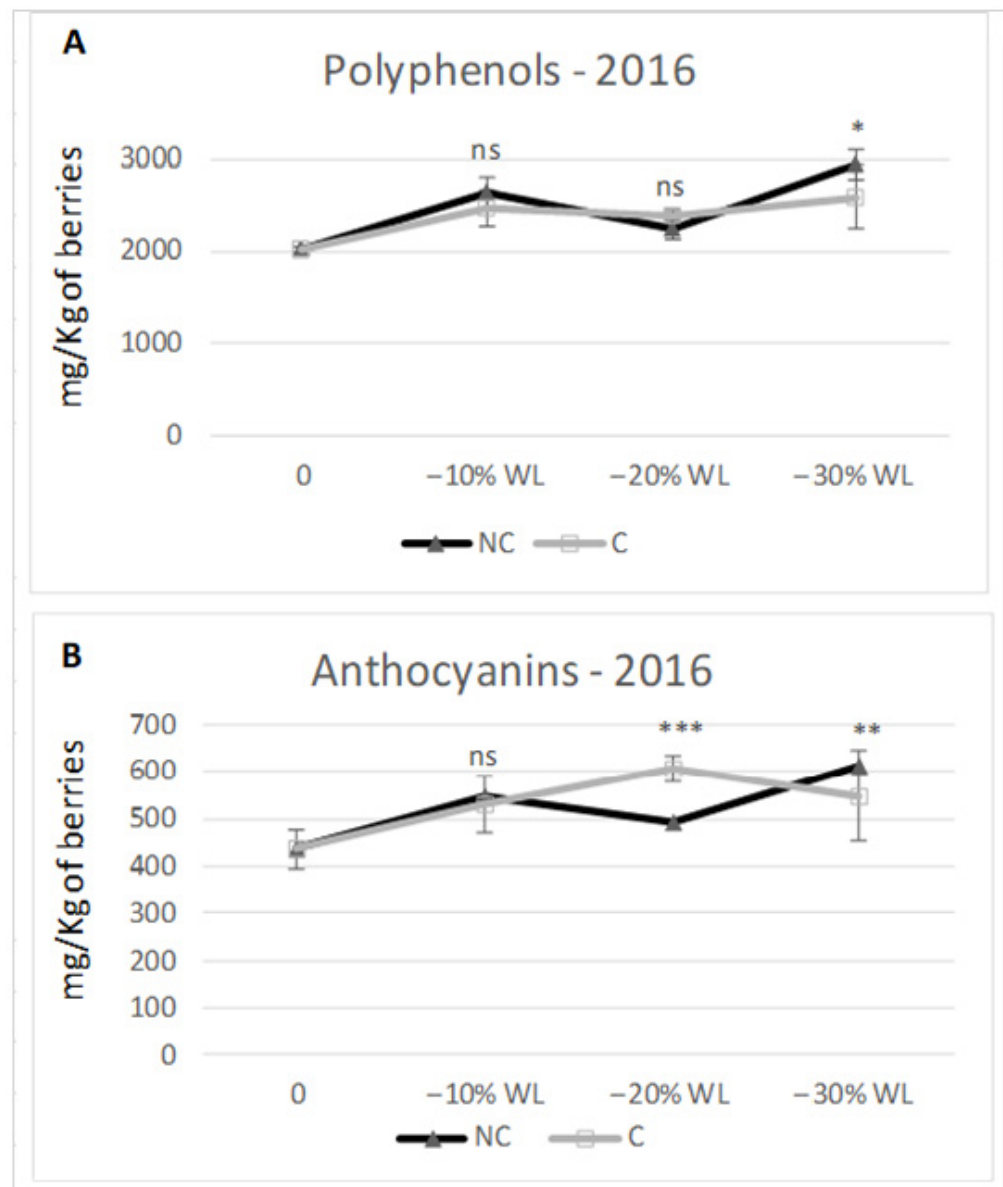 A
Polyphenols - 2016
mg/Kg of berries
3000
2000
1000
0
ns
ns
*
0 −10% WL −20% WL −30% WL
NC C
B
Anthocyanins - 2016
mg/Kg of berries
700
600
500
400
300
200
100
0
ns
***
**
0 −10% WL −20% WL −30% WL
NC C